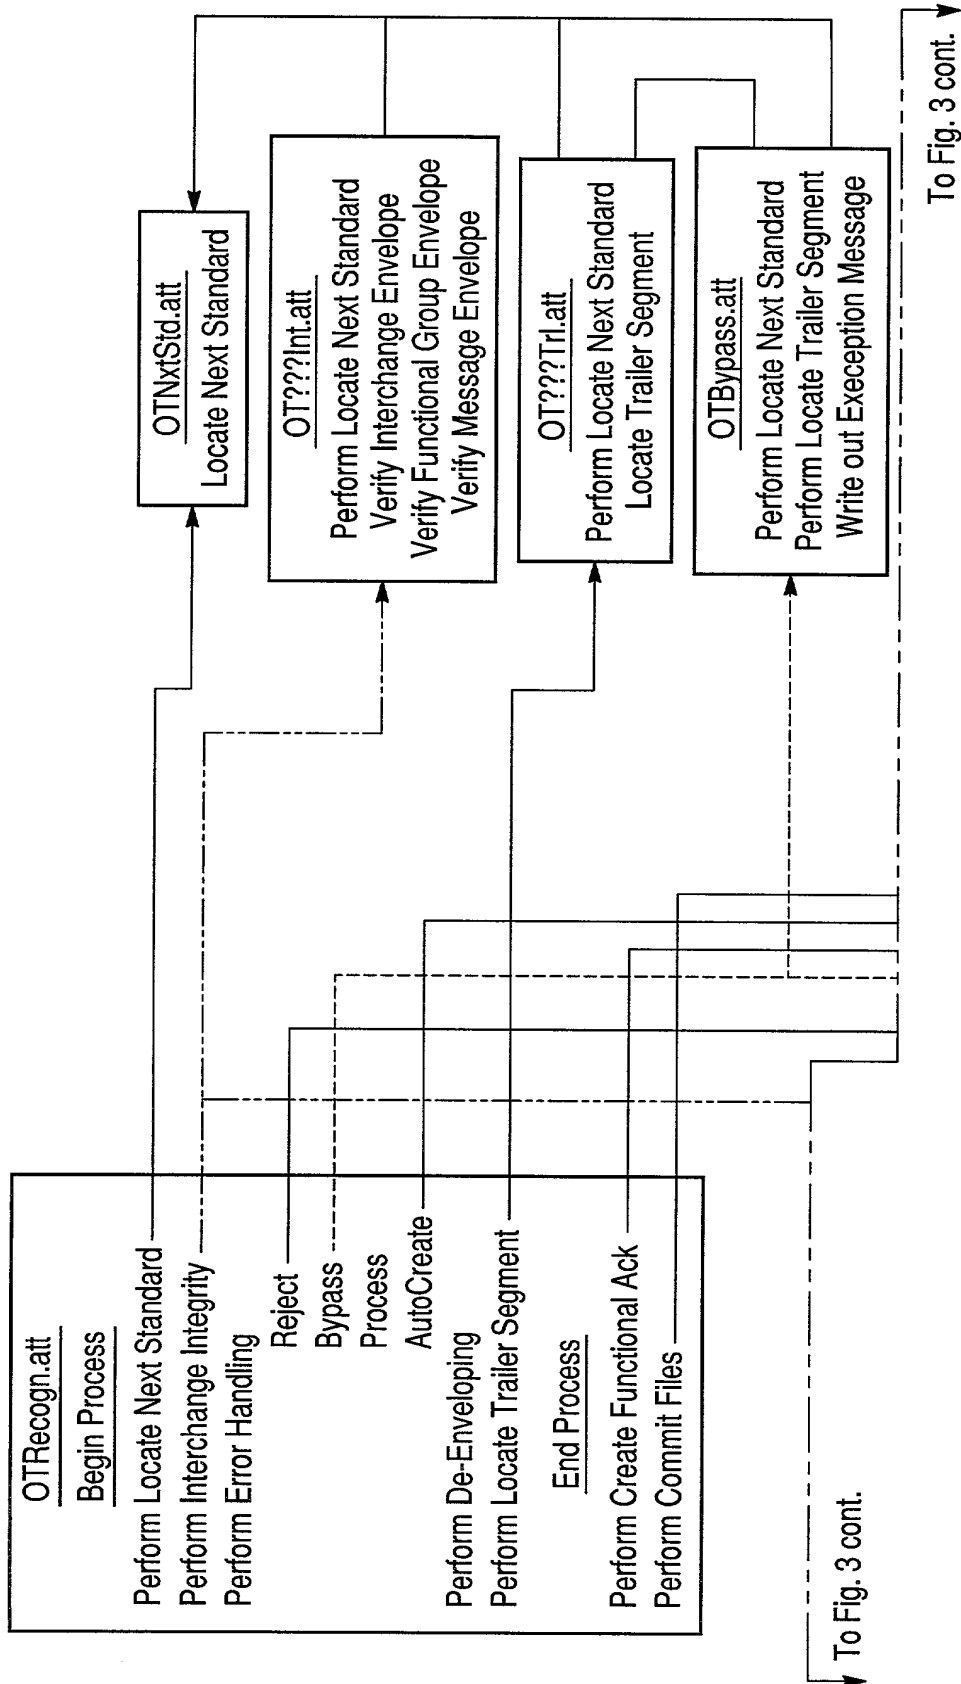 OTRecogn.att
Begin Process
Perform Locate Next Standard
Perform Interchange Integrity
Perform Error Handling
Reject
Bypass
Process
AutoCreate
Perform De-Enveloping
Perform Locate Trailer Segment
End Process
Perform Create Functional Ack
Perform Commit Files
OTNxtStd.att
Locate Next Standard
OT???Int.att
Perform Locate Next Standard
Verify Interchange Envelope
Verify Functional Group Envelope
Verify Message Envelope
OT???Trl.att
Perform Locate Next Standard
Locate Trailer Segment
OTBypass.att
Perform Locate Next Standard
Perform Locate Trailer Segment
Write out Exeception Message
To Fig. 3 cont.
To Fig. 3 cont.